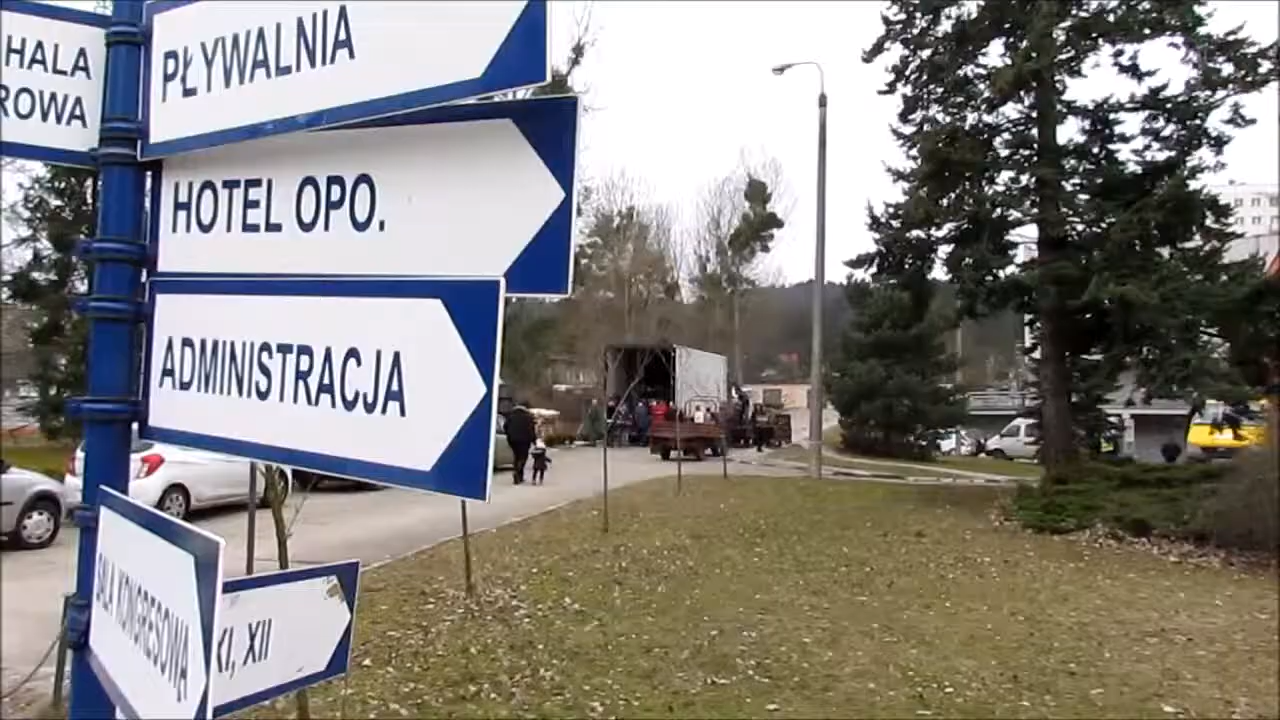 HALA
ROWA
PŁYWALNIA
HOTEL OPO.
ADMINISTRACJA
SALA KONGRESOWA
XI, XII